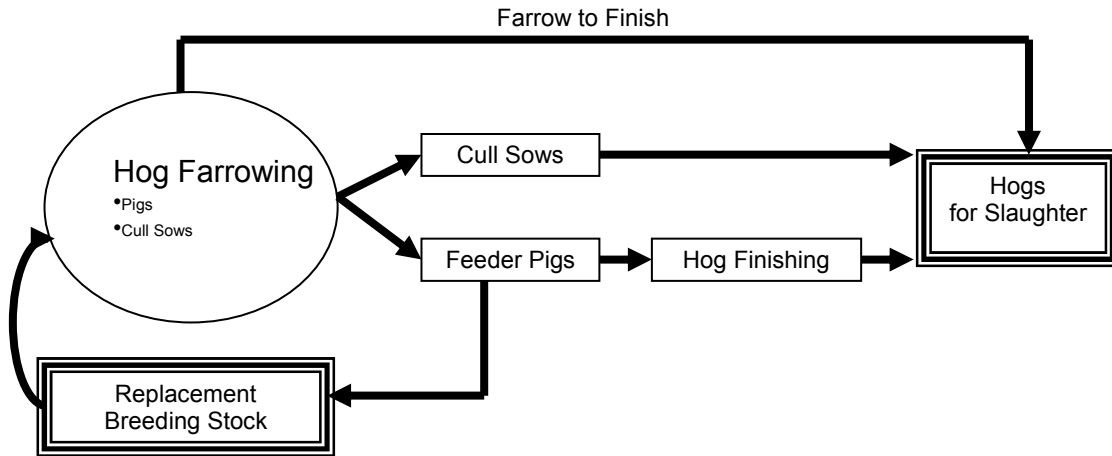 Farrow to Finish
Hog Farrowing
•Pigs
•Cull Sows
Cull Sows
Hogs
for Slaughter
Feeder Pigs
Hog Finishing
Replacement
Breeding Stock